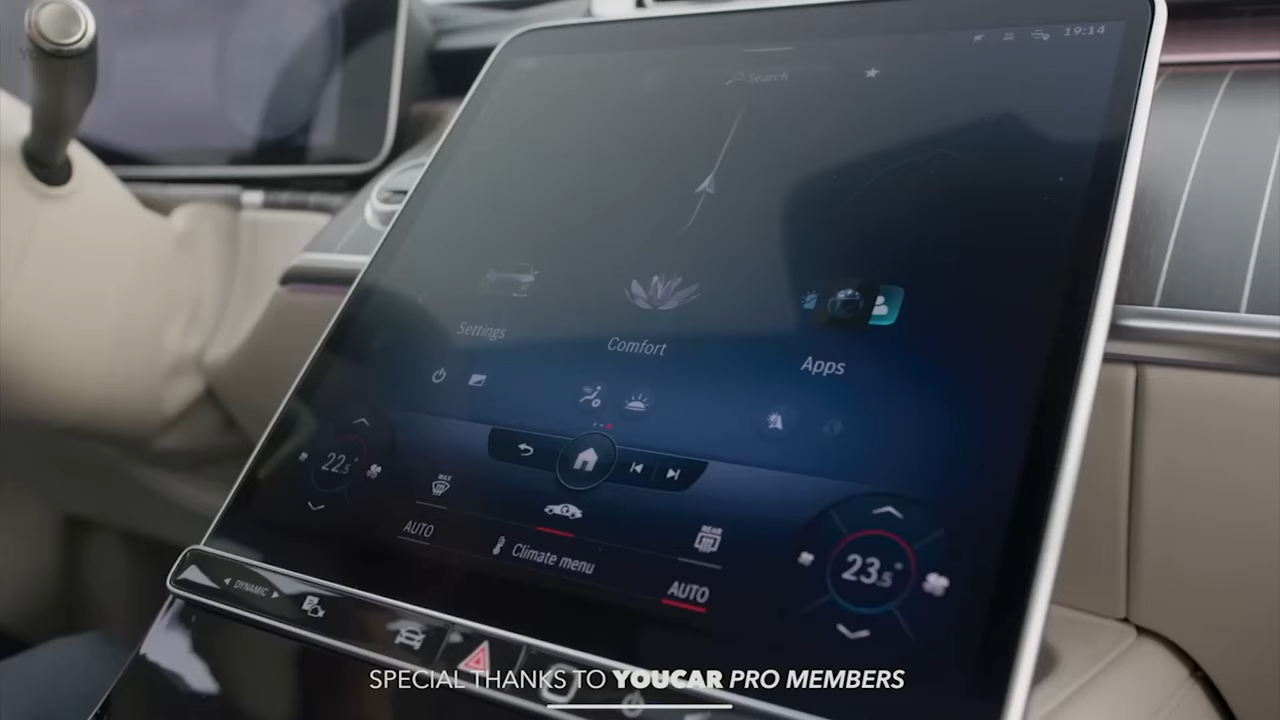 19:14
Search
Settings
Comfort
Apps
22.5°
MAX
AUTO
Climate menu
REAR
AUTO
23.5°
DYNAMIC
SPECIAL THANKS TO YOUCAR PRO MEMBERS